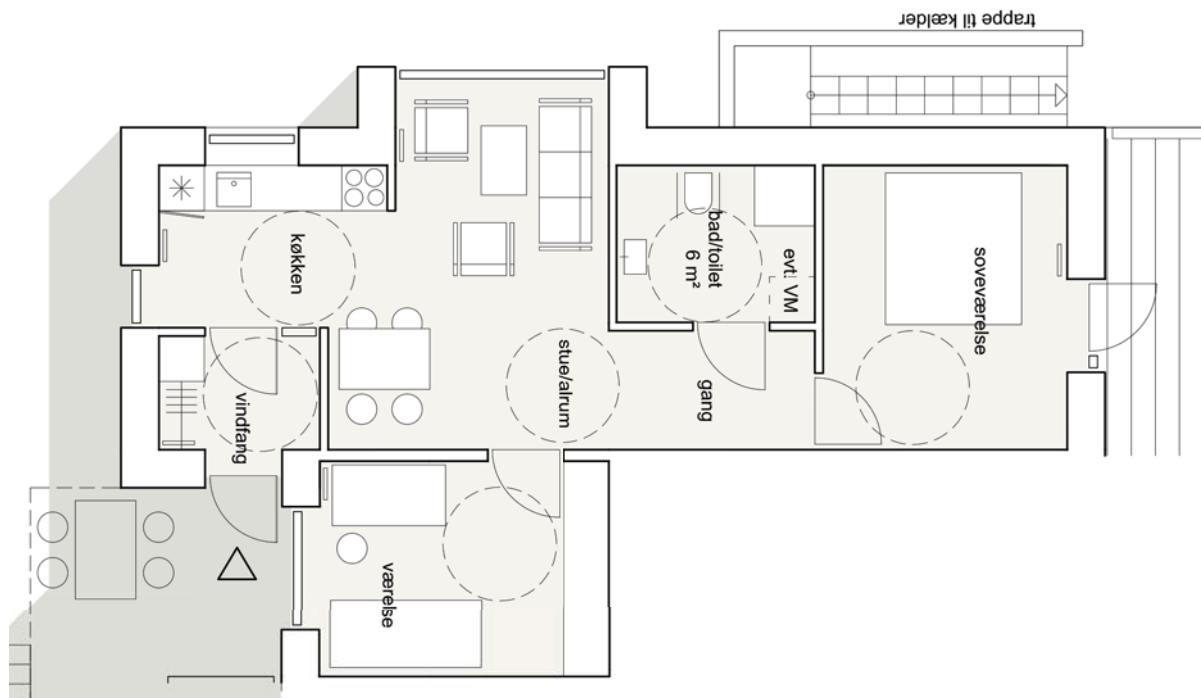 trappe til kælder
køkken
bad/toilet
6 m²
evt. VM
soveværelse
stue/alrum
gang
vindfang
værelse